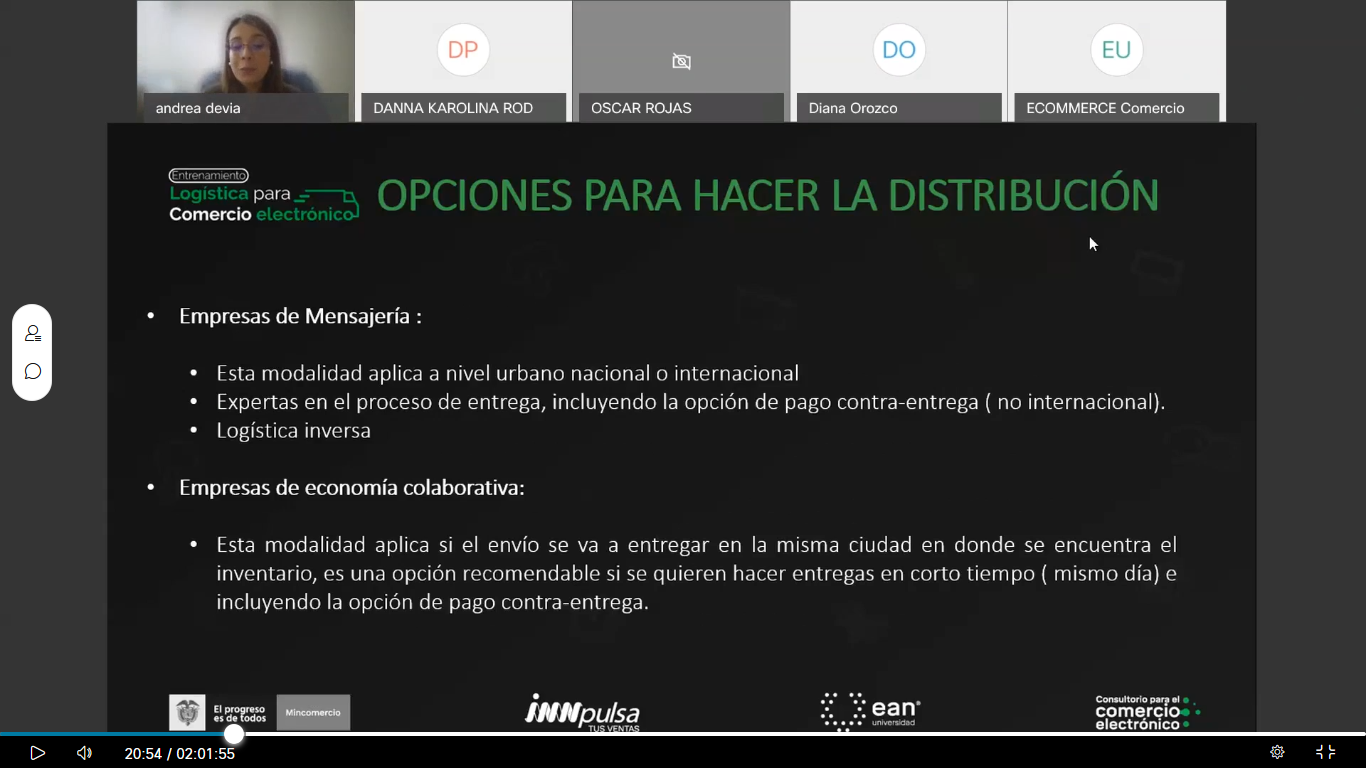 DP
DO
EU
andrea devia
DANNA KAROLINA ROD
OSCAR ROJAS
Diana Orozco
ECOMMERCE Comercio
Entrenamiento
Logística para
Comercio electrónico
OPCIONES PARA HACER LA DISTRIBUCIÓN
• Empresas de Mensajería :
• Esta modalidad aplica a nivel urbano nacional o internacional
• Expertas en el proceso de entrega, incluyendo la opción de pago contra-entrega ( no internacional).
• Logística inversa
• Empresas de economía colaborativa:
• Esta modalidad aplica si el envío se va a entregar en la misma ciudad en donde se encuentra el
inventario, es una opción recomendable si se quieren hacer entregas en corto tiempo ( mismo día) e
incluyendo la opción de pago contra-entrega.
El progreso
es de todos
Mincomercio
iNNpulsa
TUS VENTAS
ean
universidad
Consultorio para el
comercio
electrónico
20:54 / 02:01:55